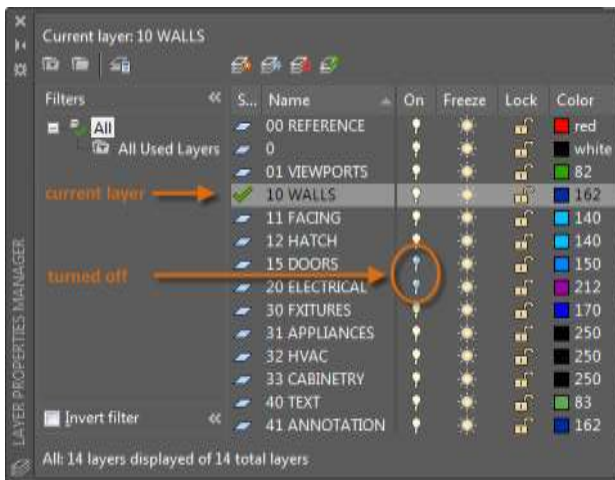 Current layer: 10 WALLS
Filters
S... Name On Freeze Lock Color
All
All Used Layers
00 REFERENCE red
0 white
01 VIEWPORTS 82
current layer
10 WALLS 162
11 FACING 140
12 HATCH 140
15 DOORS 150
turned off
20 ELECTRICAL 212
30 FXITURES 170
31 APPLIANCES 250
32 HVAC 250
33 CABINETRY 250
40 TEXT 83
Invert filter
41 ANNOTATION 162
All: 14 layers displayed of 14 total layers
LAYER PROPERTIES MANAGER